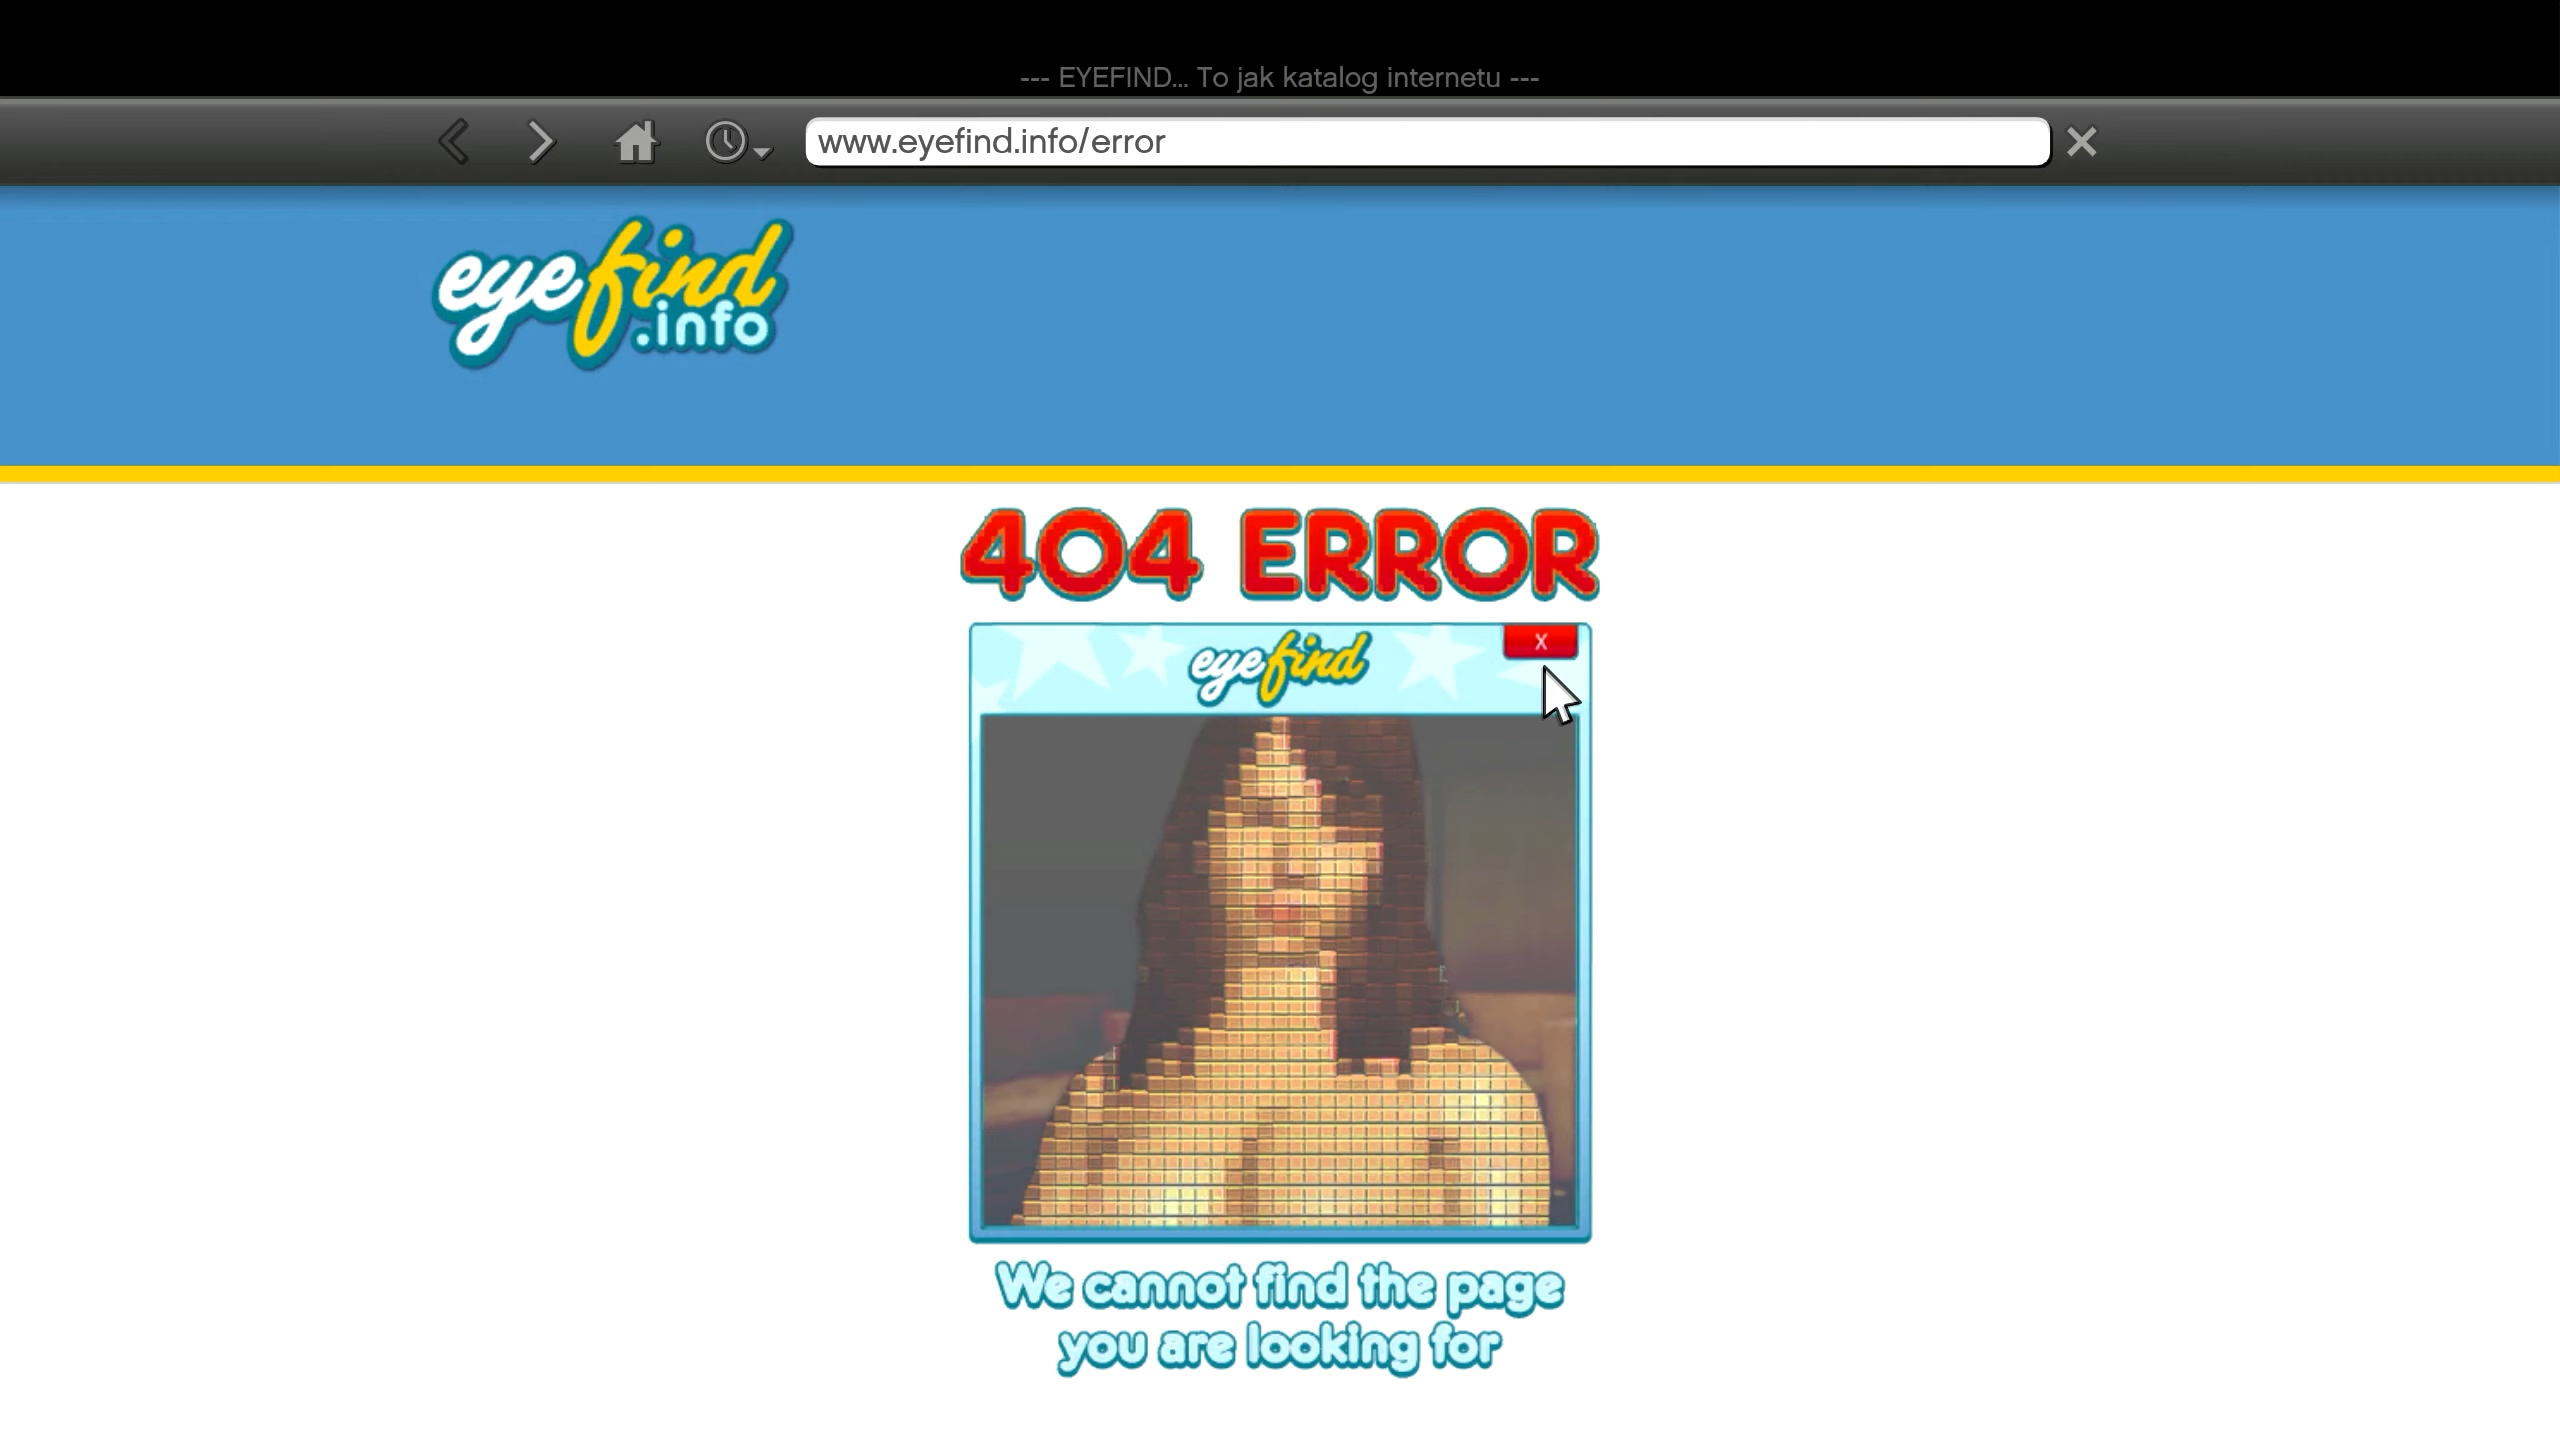 --- EYEFIND... To jak katalog internetu ---
www.eyefind.info/error
eyefind
.info
404 ERROR
eyefind
X
We cannot find the page
you are looking for